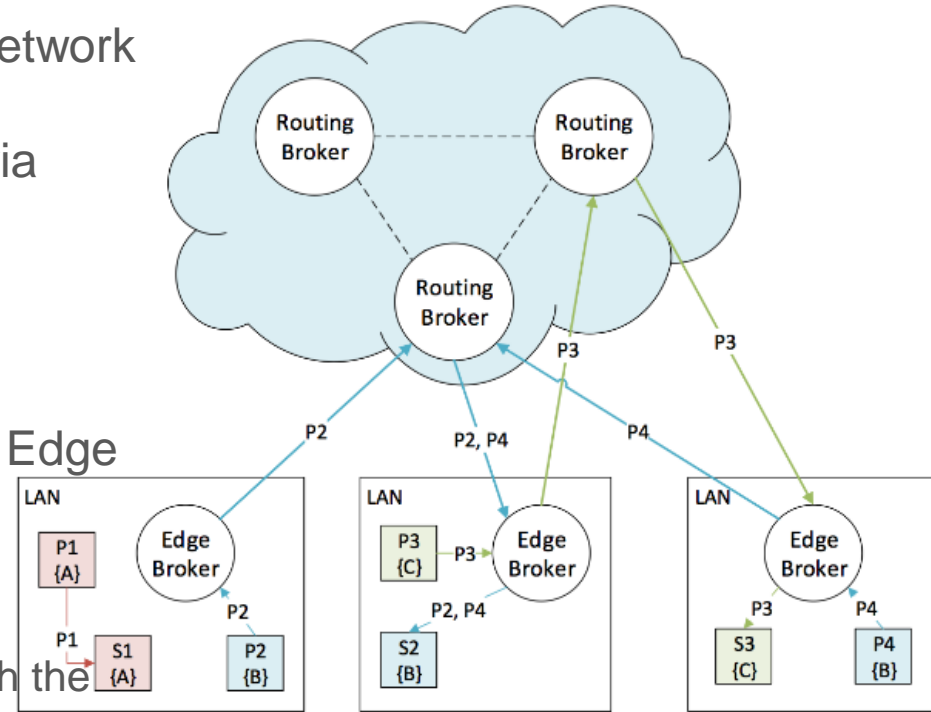 etwork
ia
Routing
Broker
Routing
Broker
Routing
Broker
P3
P3
P2
P2, P4
P4
Edge
LAN
P1
{A}
Edge
Broker
P2
P1
S1
{A}
P2
{B}
h the
LAN
P3
{C}
P3
Edge
Broker
P2, P4
S2
{B}
LAN
Edge
Broker
P3
P4
S3
{C}
P4
{B}